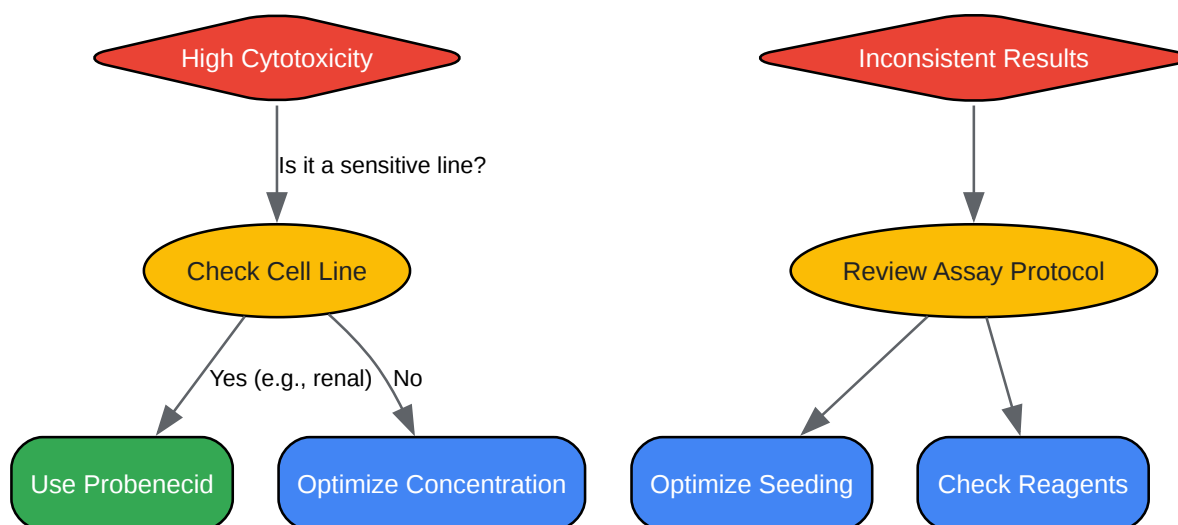 High Cytotoxicity
Inconsistent Results
Is it a sensitive line?
Check Cell Line
Review Assay Protocol
Yes (e.g., renal)
No
Use Probenecid
Optimize Concentration
Optimize Seeding
Check Reagents